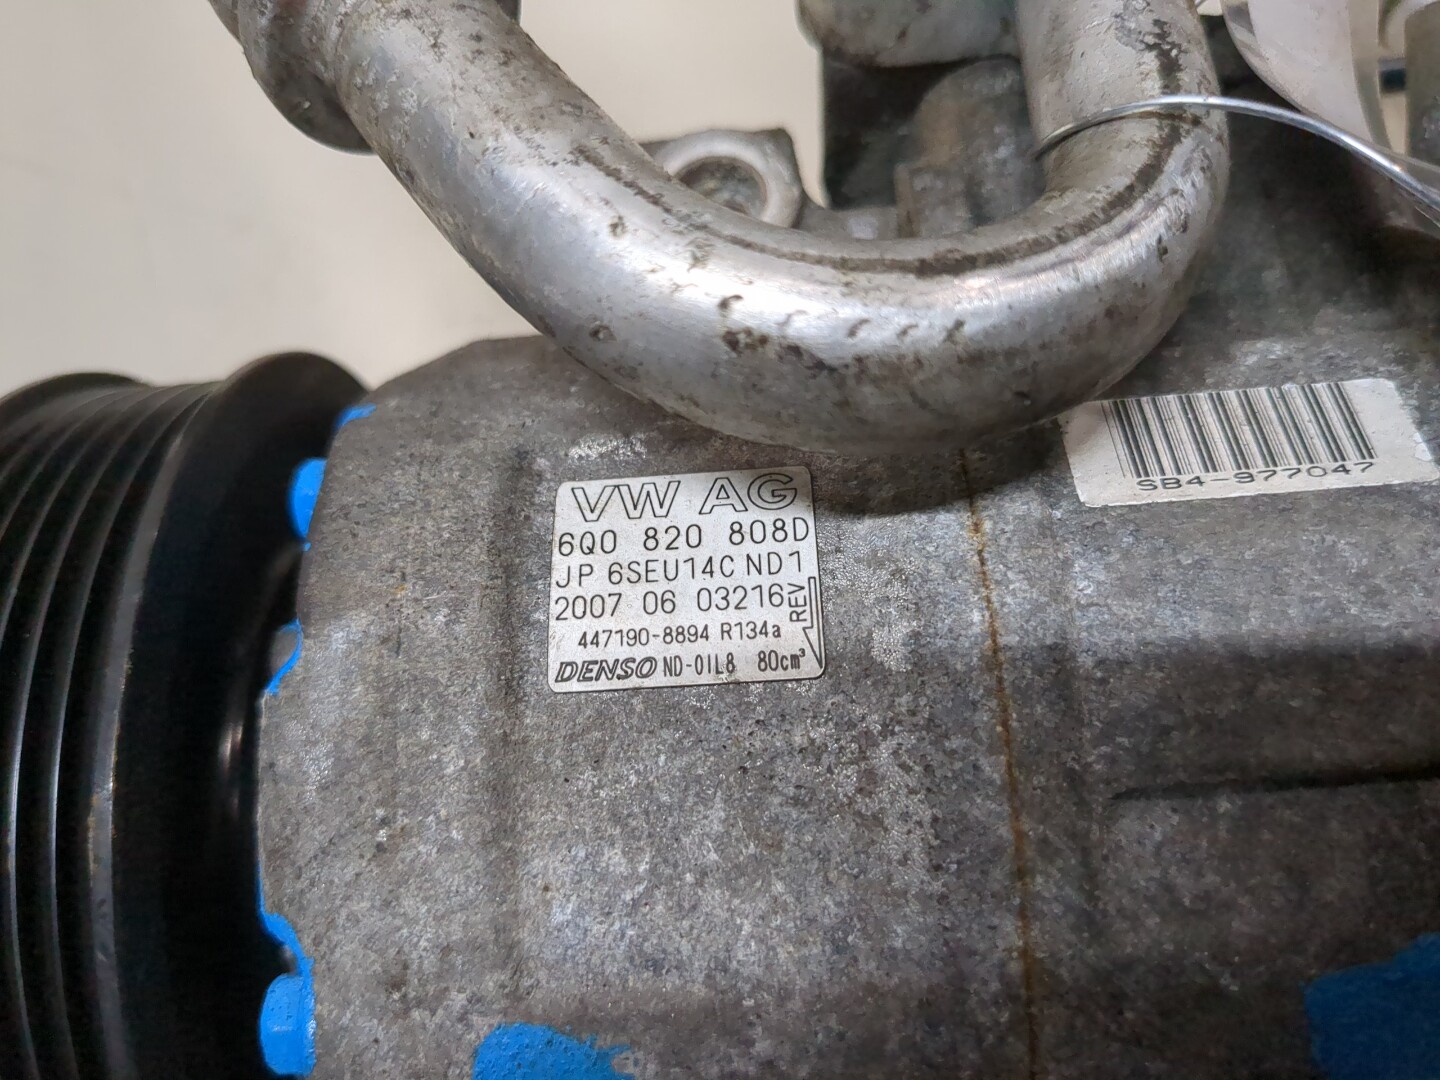 SB4-977047
VW AG
6Q0 820 808D
JP 6SEU14C ND1
2007 06 03216
REV
447190-8894 R134a
DENSO ND-OIL8 80cm³